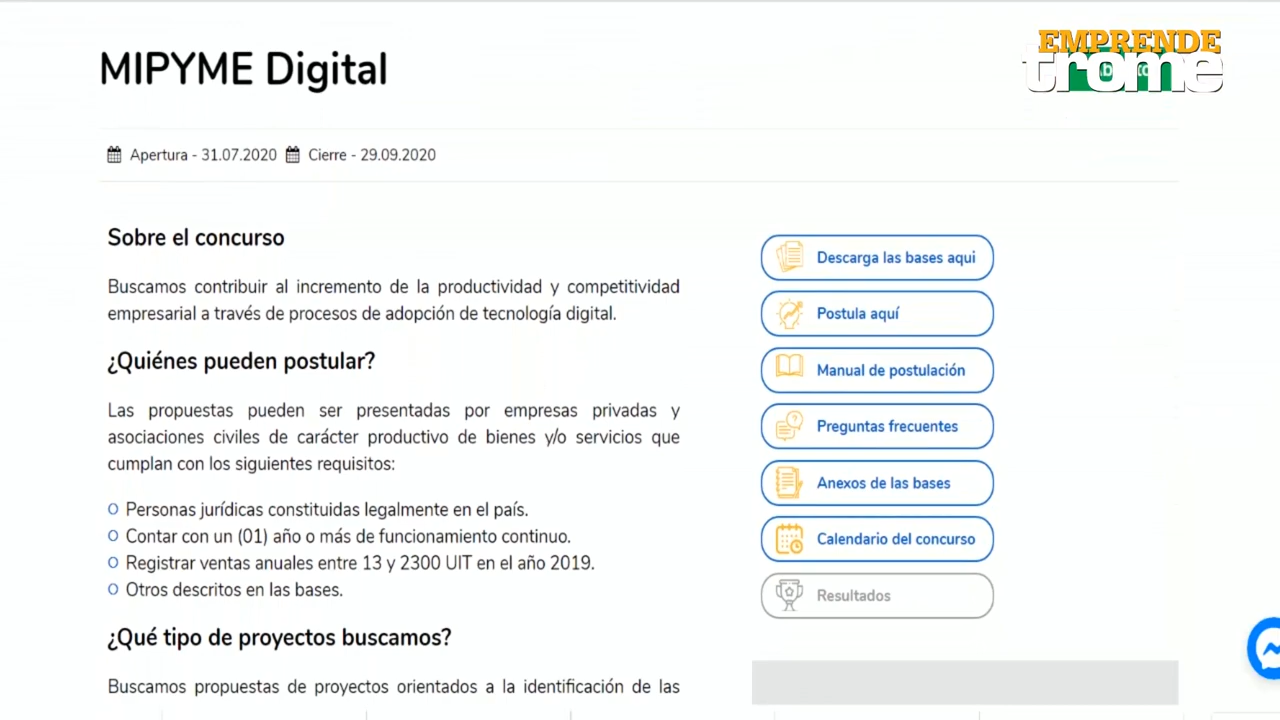 MIPYME Digital
EMPRENDE
trome
Apertura - 31.07.2020 Cierre - 29.09.2020
Sobre el concurso
Buscamos contribuir al incremento de la productividad y competitividad
empresarial a través de procesos de adopción de tecnología digital.
¿Quiénes pueden postular?
Las propuestas pueden ser presentadas por empresas privadas y
asociaciones civiles de carácter productivo de bienes y/o servicios que
cumplan con los siguientes requisitos:
Personas jurídicas constituidas legalmente en el país.
Contar con un (01) año o más de funcionamiento continuo.
Registrar ventas anuales entre 13 y 2300 UIT en el año 2019.
Otros descritos en las bases.
¿Qué tipo de proyectos buscamos?
Buscamos propuestas de proyectos orientados a la identificación de las
Descarga las bases aqui
Postula aquí
Manual de postulación
Preguntas frecuentes
Anexos de las bases
Calendario del concurso
Resultados